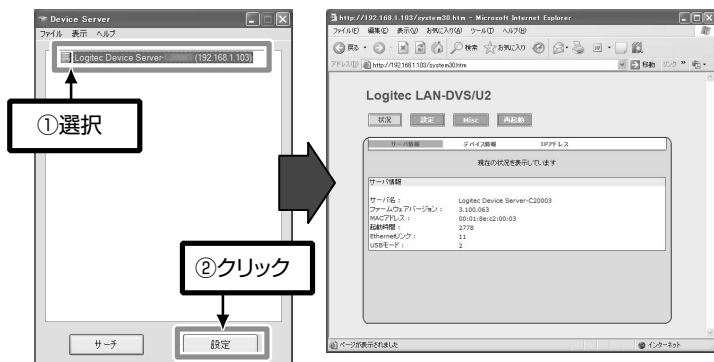 Device Server
ファイル 表示 ヘルプ
Logitec Device Server- (192.168.1.103)
①選択
②クリック
サーチ
設定
http://192.168.1.103/system30.htm - Microsoft Internet Explorer
ファイル(F) 編集(E) 表示(V) お気に入り(A) ツール(T) ヘルプ(H)
戻る 検索 お気に入り
アドレス(D) http://192.168.1.103/system30.htm 移動 リンク
Logitec LAN-DVS/U2
状況 設定 Misc 再起動
サーバ情報 デバイス情報 IPアドレス
現在の状況を表示しています
サーバ情報
サーバ名： Logitec Device Server-C20003
ファームウェアバージョン： 3.100.063
MACアドレス： 00:01:8e:c2:00:03
起動時間： 2778
Ethernetリンク： 11
USBモード： 2
ページが表示されました
インターネット